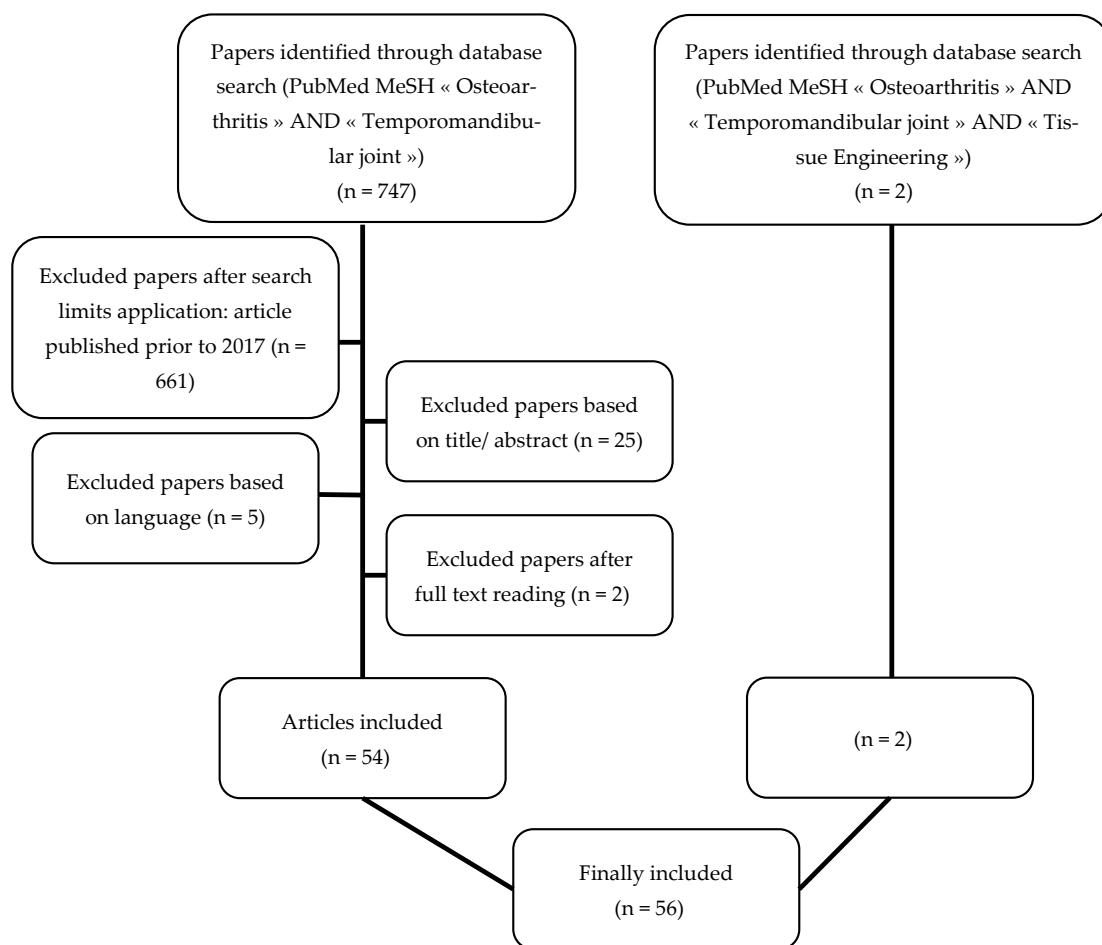 Papers identified through database
search (PubMed MeSH « Osteoar-
thritis » AND « Temporomandibu-
lar joint »)
(n = 747)
Papers identified through database search
(PubMed MeSH « Osteoarthritis » AND
« Temporomandibular joint » AND « Tis-
sue Engineering »)
(n = 2)
Excluded papers after search
limits application: article
published prior to 2017 (n =
661)
Excluded papers based
on title/ abstract (n = 25)
Excluded papers based
on language (n = 5)
Excluded papers after
full text reading (n = 2)
Articles included
(n = 54)
(n = 2)
Finally included
(n = 56)